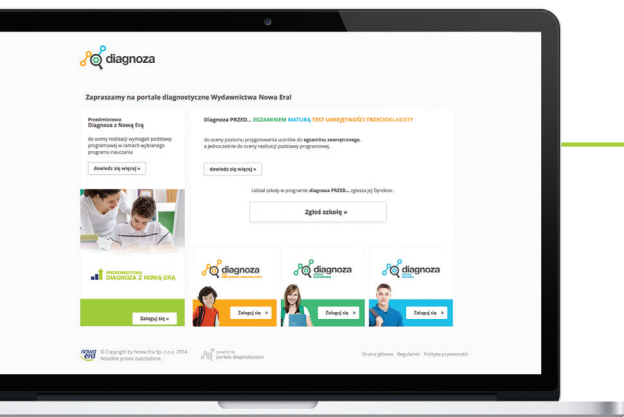 diagnoza
Zapraszamy na portale diagnostyczne Wydawnictwa Nowa Era!
Przedmiotowa
Diagnoza z Nową Erą
do oceny realizacji wymagań podstawy
programowej w ramach wybranego
programu nauczania
dowiedz się więcej »
Diagnoza PRZED... EGZAMINEM MATURĄ TEST UMIEJĘTNOŚCI TRZECIOKLASISTY
do oceny poziomu przygotowania uczniów do egzaminu zewnętrznego,
a jednocześnie do oceny realizacji podstawy programowej.
dowiedz się więcej »
Udział szkoły w programie diagnoza PRZED... zgłasza jej Dyrektor.
Zgłoś szkołę »
PRZEDMIOTOWA
DIAGNOZA Z NOWĄ ERĄ
Zaloguj się »
diagnoza
Zaloguj się »
diagnoza
Zaloguj się »
diagnoza
Zaloguj się »
nowa era
© Copyright by Nowa Era Sp. z o.o. 2014
Wszelkie prawa zastrzeżone.
powrót do
portale diagnostyczne
Strona główna Regulamin Polityka prywatności